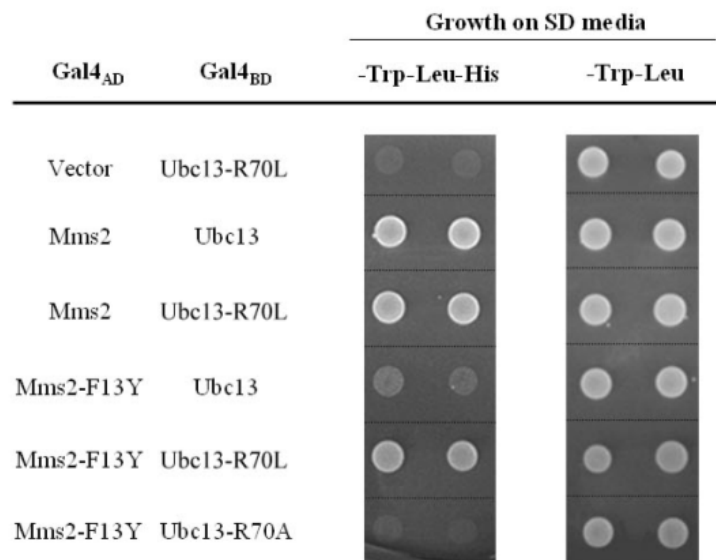 Growth on SD media
Gal4AD Gal4BD -Trp-Leu-His -Trp-Leu
Vector Ubc13-R70L
Mms2 Ubc13
Mms2 Ubc13-R70L
Mms2-F13Y Ubc13
Mms2-F13Y Ubc13-R70L
Mms2-F13Y Ubc13-R70A